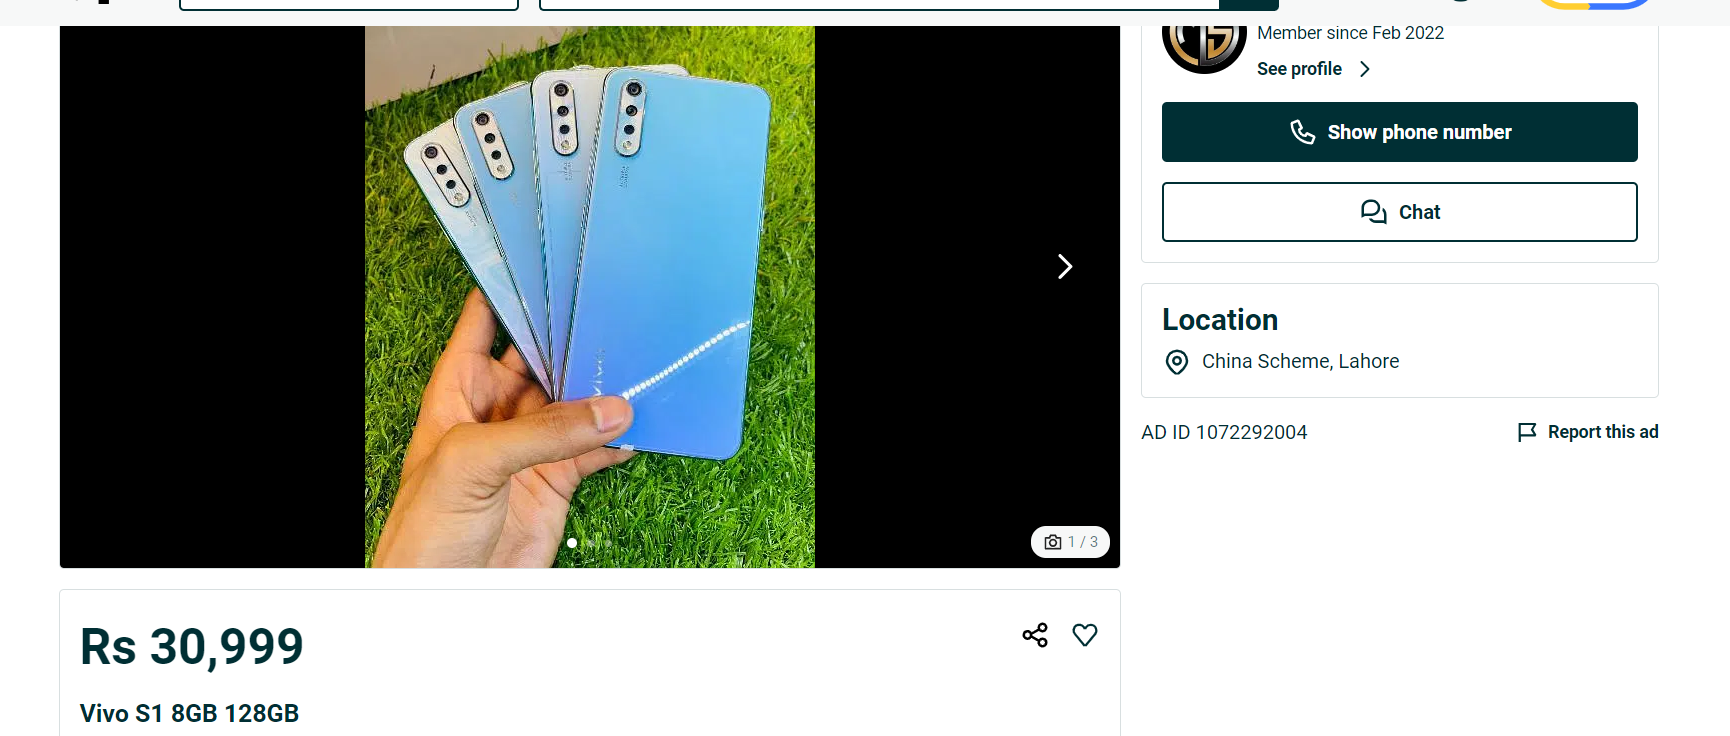 Member since Feb 2022
See profile
Show phone number
Chat
vivo
1 / 3
Location
China Scheme, Lahore
AD ID 1072292004
Report this ad
Rs 30,999
Vivo S1 8GB 128GB